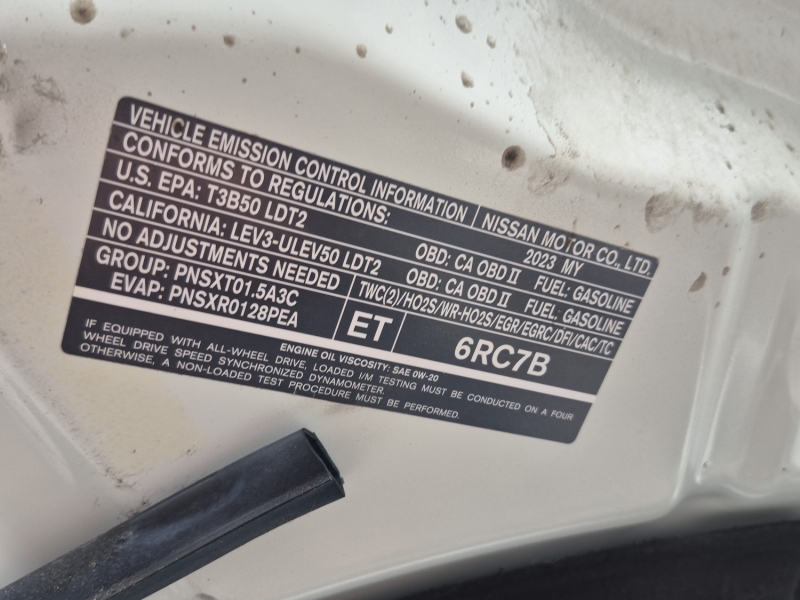 VEHICLE EMISSION CONTROL INFORMATION NISSAN MOTOR CO., LTD.
CONFORMS TO REGULATIONS: 2023 MY
U.S. EPA: T3B50 LDT2 OBD: CA OBD II FUEL: GASOLINE
CALIFORNIA: LEV3-ULEV50 LDT2 OBD: CA OBD II FUEL: GASOLINE
NO ADJUSTMENTS NEEDED TWC(2)/HO2S/WR-HO2S/EGR/EGRC/DFI/CAC/TC
GROUP: PNSXT01.5A3C
EVAP: PNSXR0128PEA
ET 6RC7B
ENGINE OIL VISCOSITY: SAE 0W-20
IF EQUIPPED WITH ALL-WHEEL DRIVE, LOADED I/M TESTING MUST BE CONDUCTED ON A FOUR
WHEEL DRIVE SPEED SYNCHRONIZED DYNAMOMETER.
OTHERWISE, A NON-LOADED TEST PROCEDURE MUST BE PERFORMED.